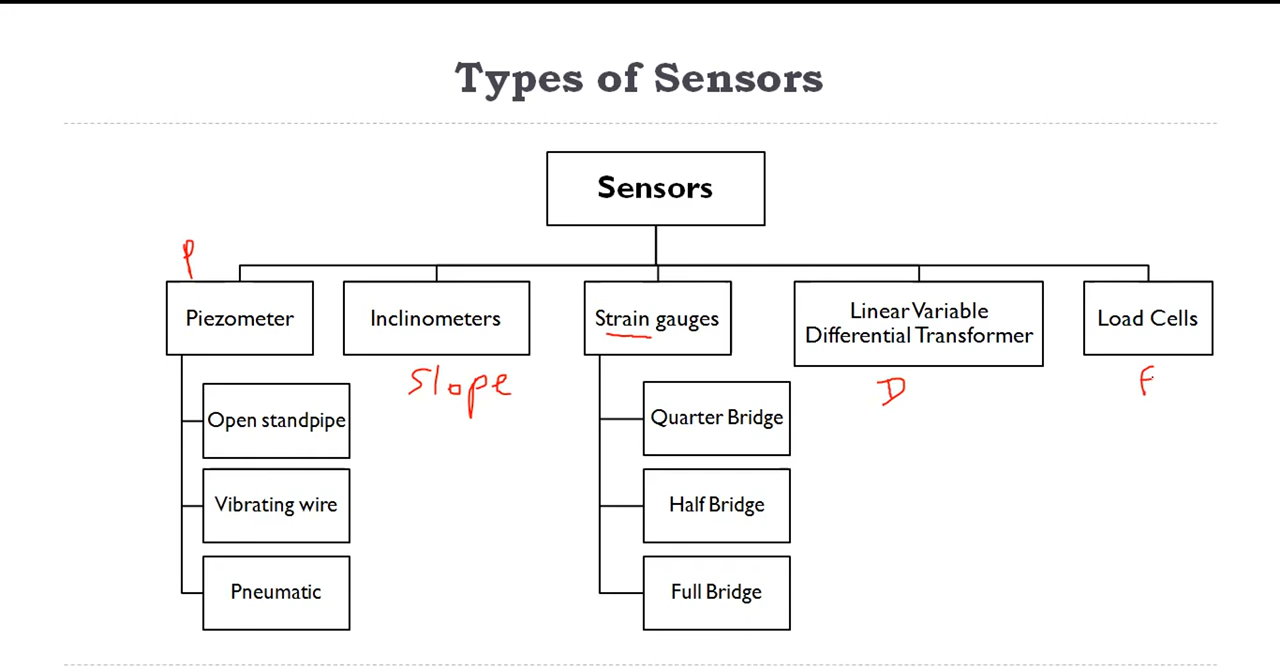 Types of Sensors
Sensors
P
Piezometer
Inclinometers
Strain gauges
Linear Variable
Differential Transformer
Load Cells
Slope
D
F
Open standpipe
Quarter Bridge
Vibrating wire
Half Bridge
Pneumatic
Full Bridge